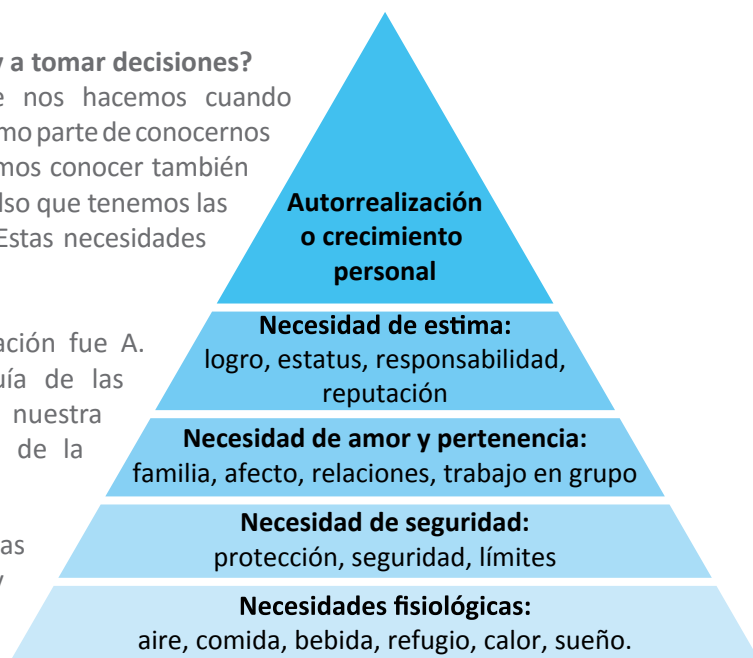 y a tomar decisiones?
e nos hacemos cuando
mo parte de conocernos
mos conocer también
lso que tenemos las
Estas necesidades
ación fue A.
uía de las
nuestra
de la
as
y
Autorrealización
o crecimiento
personal
Necesidad de estima:
logro, estatus, responsabilidad,
reputación
Necesidad de amor y pertenencia:
familia, afecto, relaciones, trabajo en grupo
Necesidad de seguridad:
protección, seguridad, límites
Necesidades fisiológicas:
aire, comida, bebida, refugio, calor, sueño.